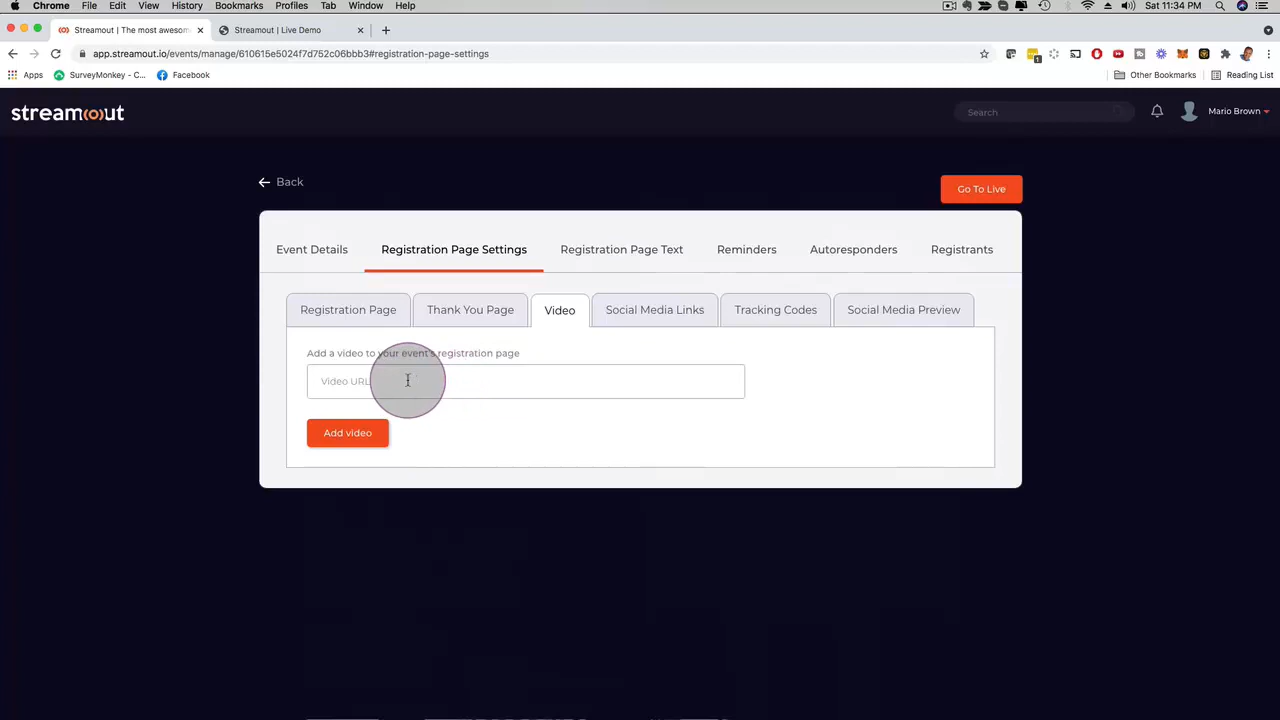 Chrome File Edit View History Bookmarks Profiles Tab Window Help Sat 11:34 PM
Streamout | The most aweson Streamout | Live Demo
app.streamout.io/events/manage/610615e5024f7d752c06bbb3#registration-page-settings
Apps SurveyMonkey - C... Facebook Other Bookmarks Reading List
streamout Search Mario Brown
Back Go To Live
Event Details Registration Page Settings Registration Page Text Reminders Autoresponders Registrants
Registration Page Thank You Page Video Social Media Links Tracking Codes Social Media Preview
Add a video to your event's registration page
Video URL
Add video